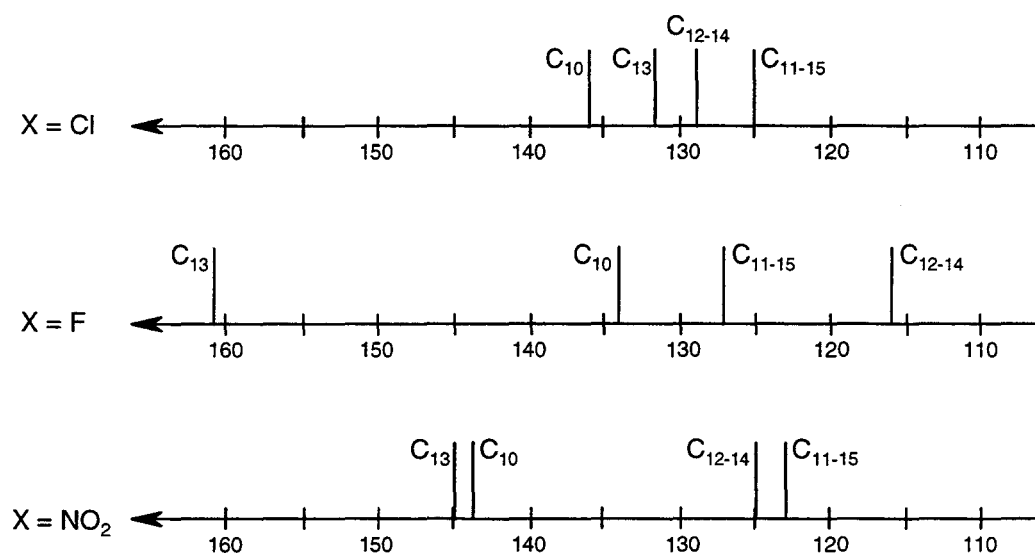 C12-14
C10 C13 C11-15
X = Cl
160 150 140 130 120 110
C13 C10 C11-15 C12-14
X = F
160 150 140 130 120 110
C13 C10 C12-14 C11-15
X = NO2
160 150 140 130 120 110